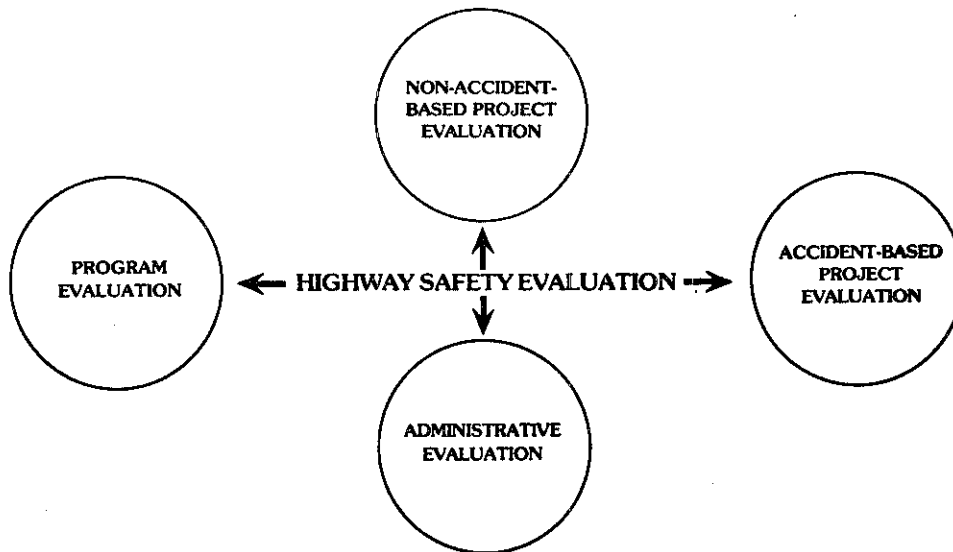 NON-ACCIDENT-
BASED PROJECT
EVALUATION
PROGRAM
EVALUATION
HIGHWAY SAFETY EVALUATION
ACCIDENT-BASED
PROJECT
EVALUATION
ADMINISTRATIVE
EVALUATION